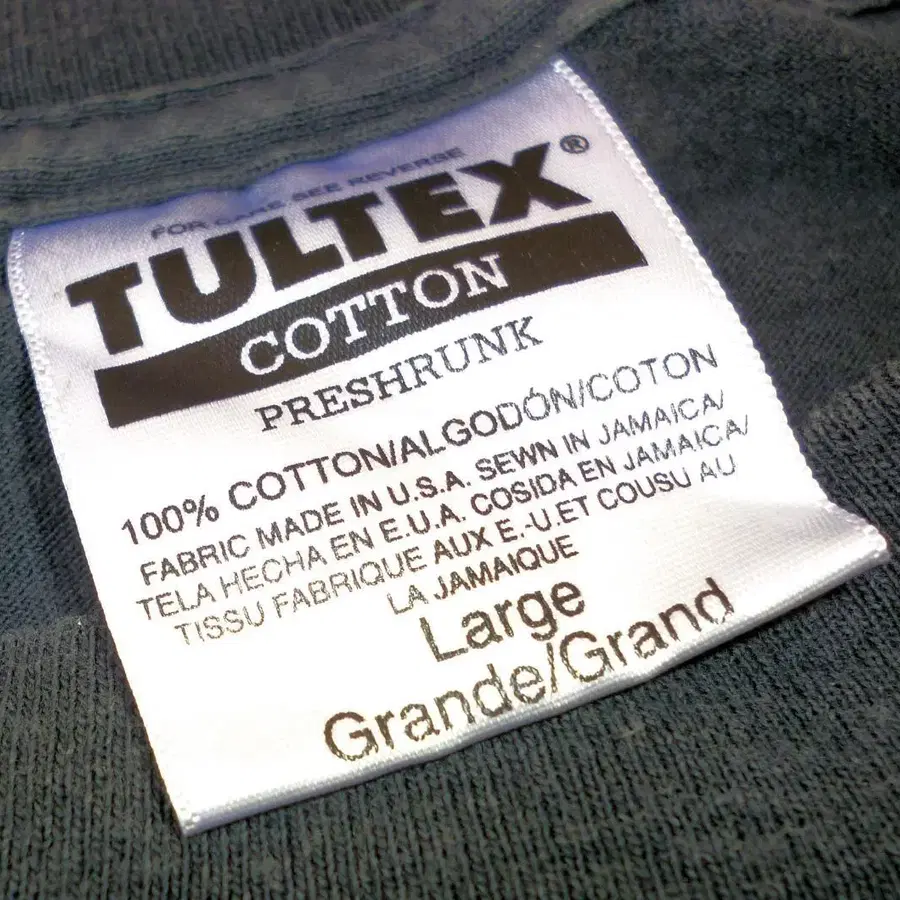 FOR CARE SEE REVERSE
TULTEX®
COTTON
PRESHRUNK
100% COTTON/ALGODÓN/COTON
FABRIC MADE IN U.S.A. SEWN IN JAMAICA/
TELA HECHA EN E.U.A. COSIDA EN JAMAICA/
TISSU FABRIQUE AUX E.-U.ET COUSU AU
LA JAMAIQUE
Large
Grande/Grand